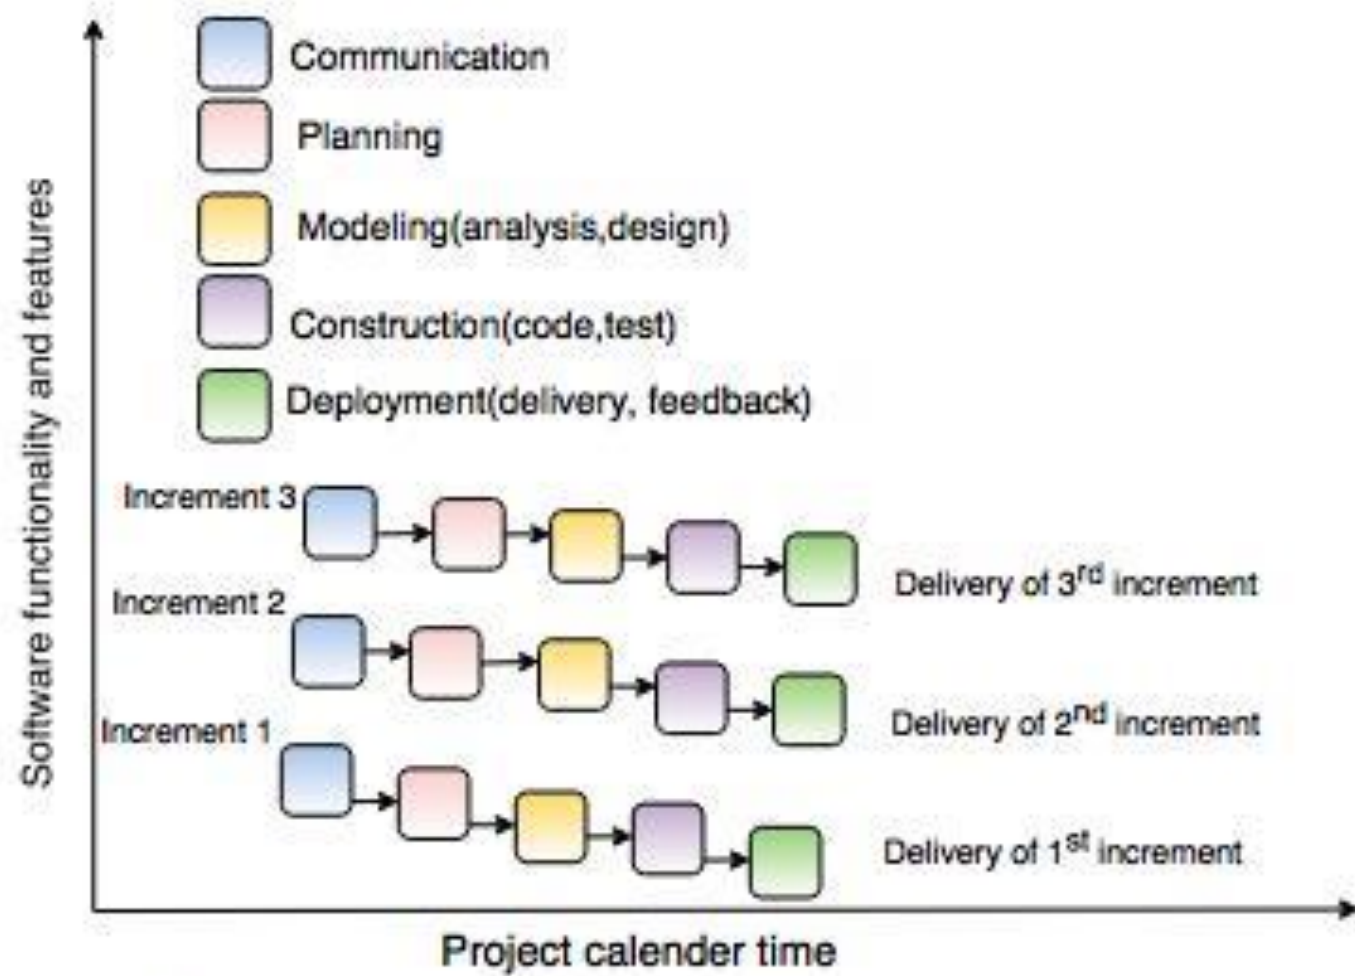 Software functionality and features
Communication
Planning
Modeling(analysis,design)
Construction(code,test)
Deployment(delivery, feedback)
Increment 3
Delivery of 3rd increment
Increment 2
Delivery of 2nd increment
Increment 1
Delivery of 1st increment
Project calender time